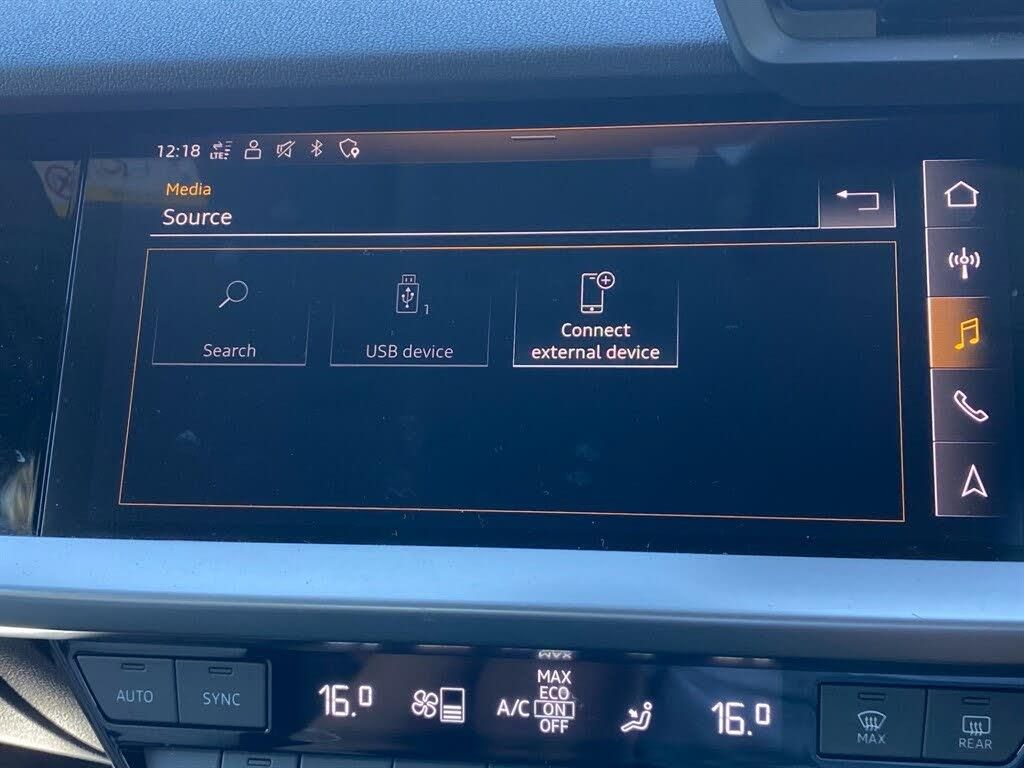 12:18 LTE
Media
Source
1
Search
USB device
Connect
external device
MAX
AUTO
SYNC
16.0
A/C
MAX
ECO
ON
OFF
16.0
MAX
REAR